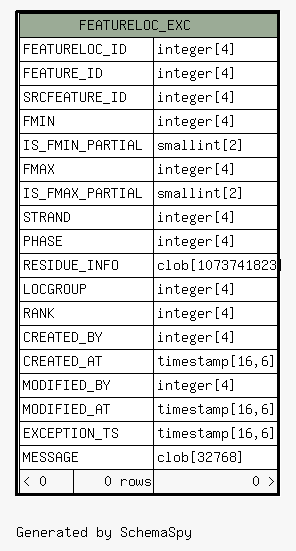 FEATURELOC_EXC
FEATURELOC_ID integer[4]
FEATURE_ID integer[4]
SRCFEATURE_ID integer[4]
FMIN integer[4]
IS_FMIN_PARTIAL smallint[2]
FMAX integer[4]
IS_FMAX_PARTIAL smallint[2]
STRAND integer[4]
PHASE integer[4]
RESIDUE_INFO clob[1073741823]
LOCGROUP integer[4]
RANK integer[4]
CREATED_BY integer[4]
CREATED_AT timestamp[16,6]
MODIFIED_BY integer[4]
MODIFIED_AT timestamp[16,6]
EXCEPTION_TS timestamp[16,6]
MESSAGE clob[32768]
< 0 0 rows 0 >
Generated by SchemaSpy